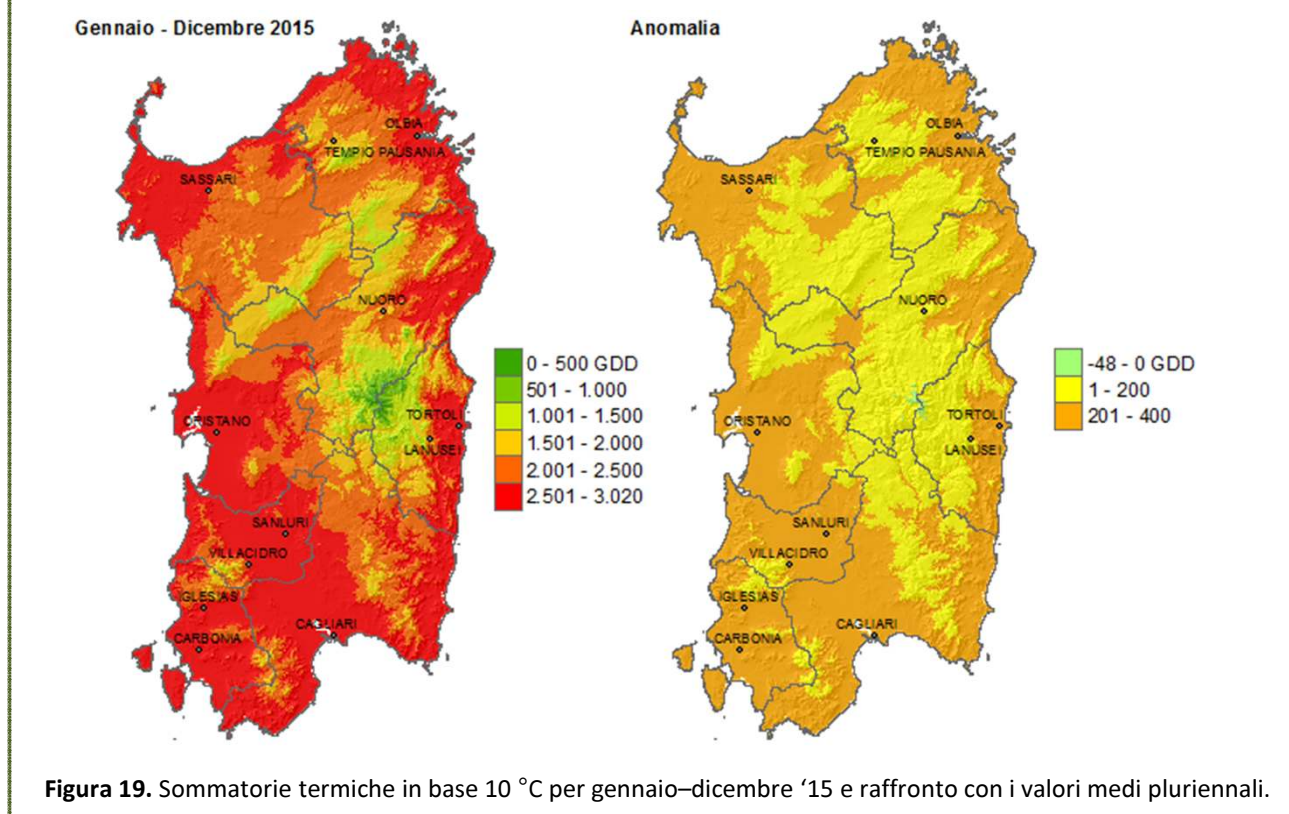 Gennaio - Dicembre 2015
OLBIA
TEMPIO PAUSANIA
SASSARI
NUORO
ORISTANO
TORTOLI
LANUSEI
SANLURI
VILLACIDRO
IGLESIAS
CAGLIARI
CARBONIA
0 - 500 GDD
501 - 1.000
1.001 - 1.500
1.501 - 2.000
2.001 - 2.500
2.501 - 3.020
Anomalia
OLBIA
TEMPIO PAUSANIA
SASSARI
NUORO
ORISTANO
TORTOLI
LANUSEI
SANLURI
VILLACIDRO
IGLESIAS
CAGLIARI
CARBONIA
-48 - 0 GDD
1 - 200
201 - 400
Figura 19. Sommatorie termiche in base 10 °C per gennaio–dicembre ‘15 e raffronto con i valori medi pluriennali.